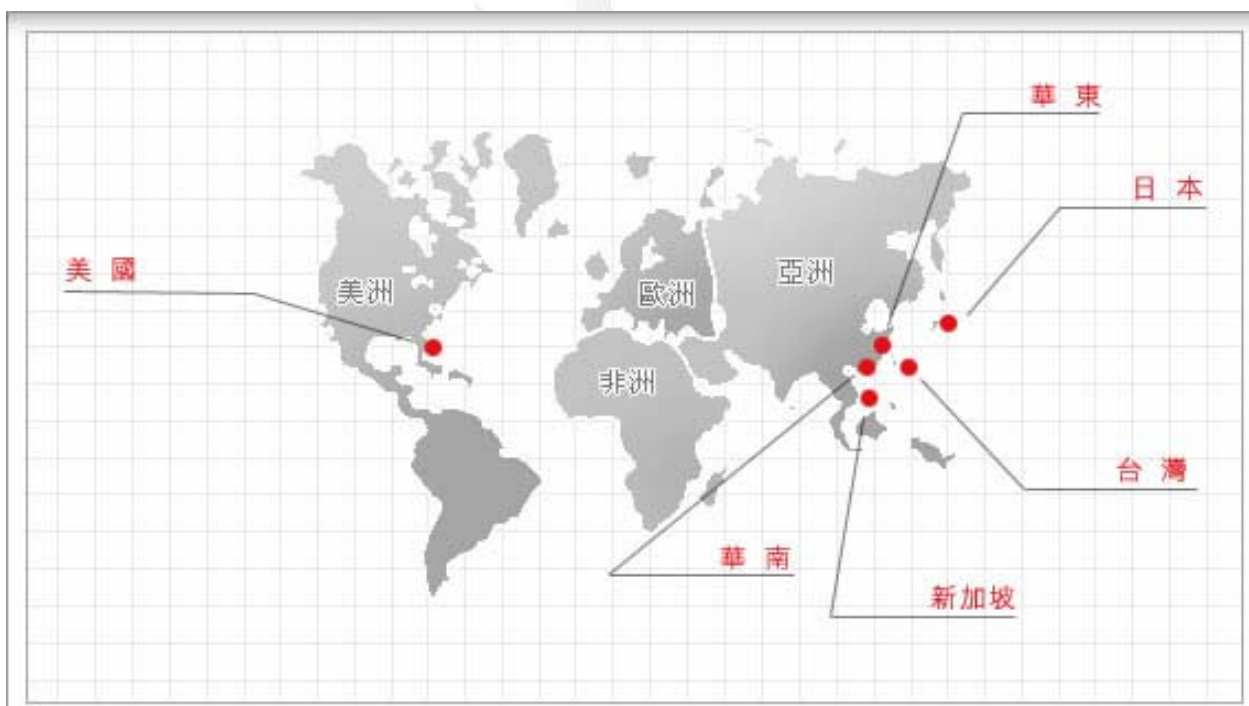 華 東
日 本
美 國
亞洲
美洲
歐洲
非洲
台 灣
華 南
新加坡